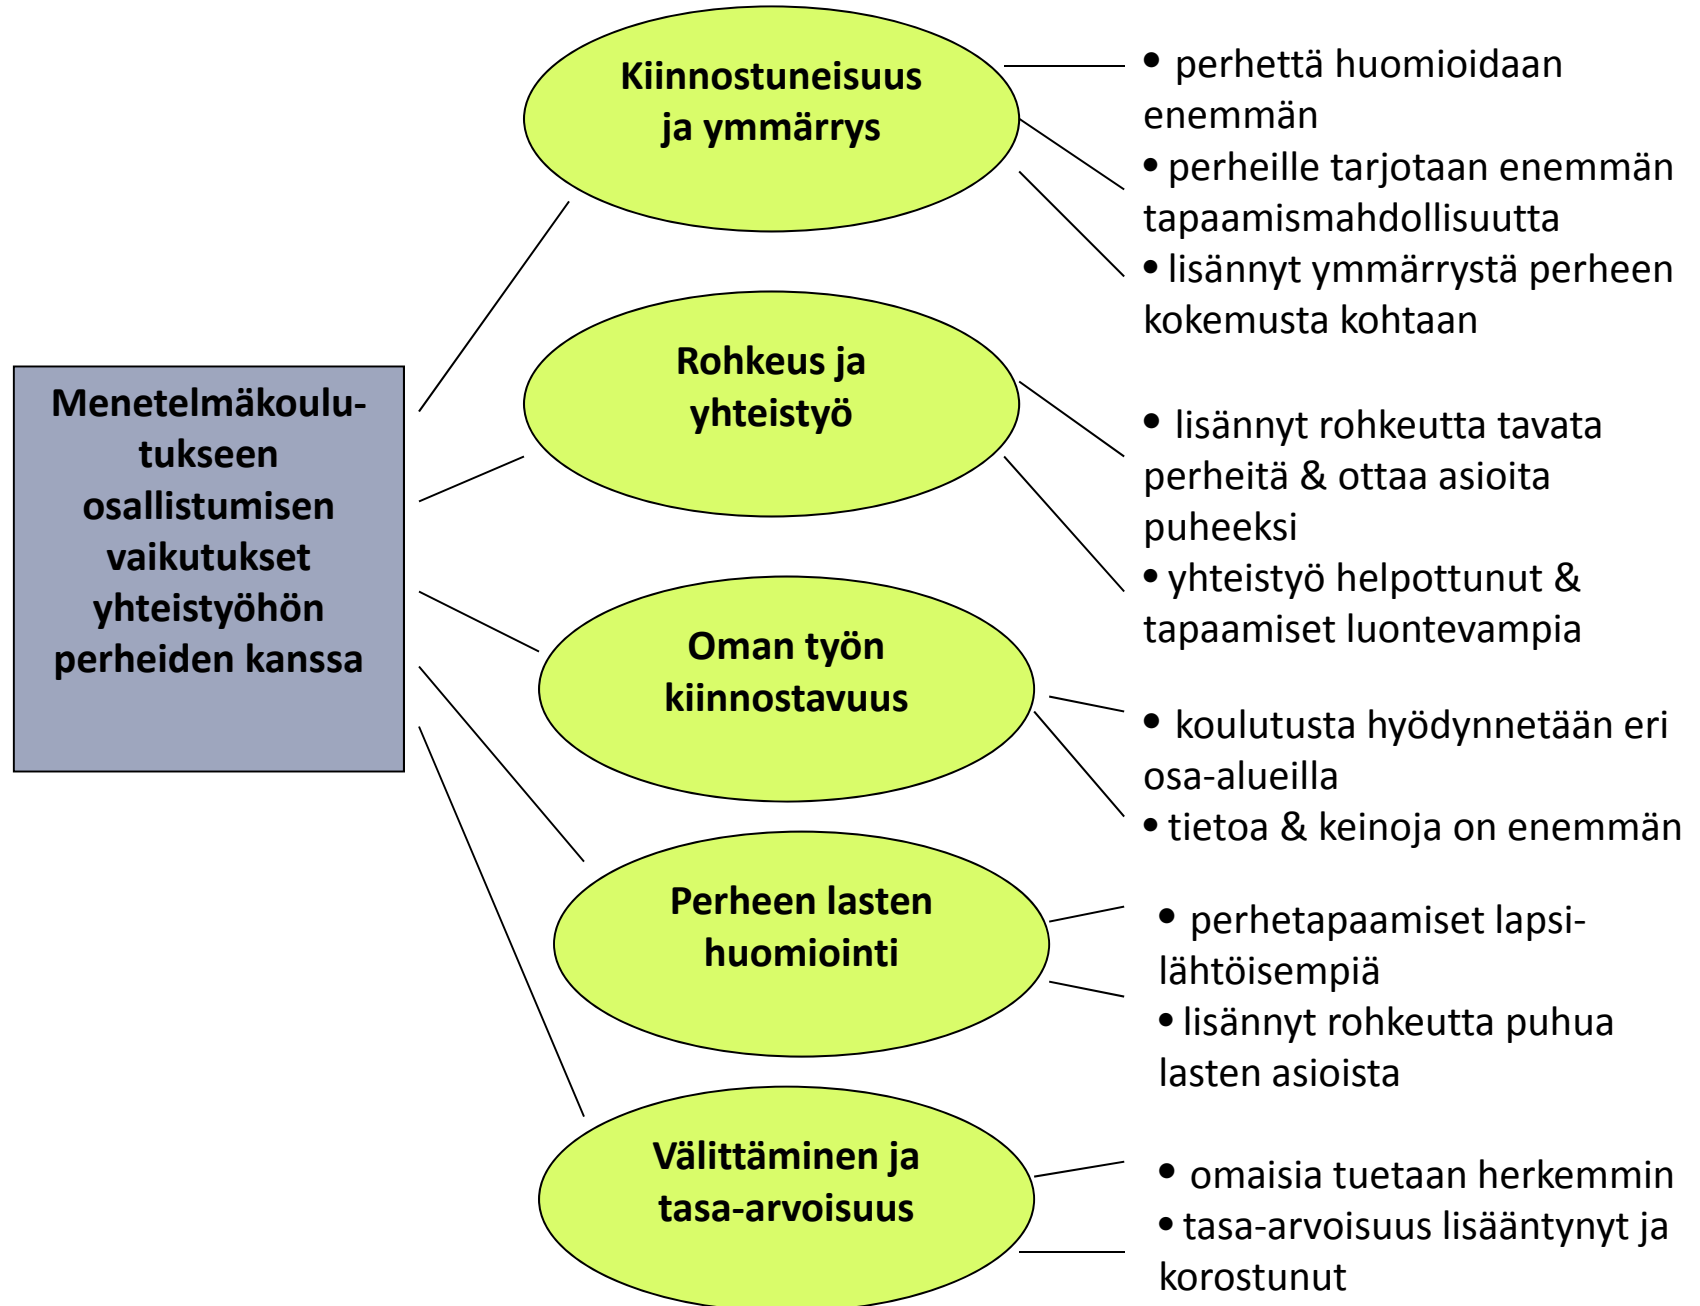 Menetelmäkoulu-
tukseen
osallistumisen
vaikutukset
yhteistyöhön
perheiden kanssa
Kiinnostuneisuus
ja ymmärrys
• perhettä huomioidaan
enemmän
• perheille tarjotaan enemmän
tapaamismahdollisuutta
• lisännyt ymmärrystä perheen
kokemusta kohtaan
Rohkeus ja
yhteistyö
• lisännyt rohkeutta tavata
perheitä & ottaa asioita
puheeksi
• yhteistyö helpottunut &
tapaamiset luontevampia
Oman työn
kiinnostavuus
• koulutusta hyödynnetään eri
osa-alueilla
• tietoa & keinoja on enemmän
Perheen lasten
huomiointi
• perhetapaamiset lapsi-
lähtöisempiä
• lisännyt rohkeutta puhua
lasten asioista
Välittäminen ja
tasa-arvoisuus
• omaisia tuetaan herkemmin
• tasa-arvoisuus lisääntynyt ja
korostunut